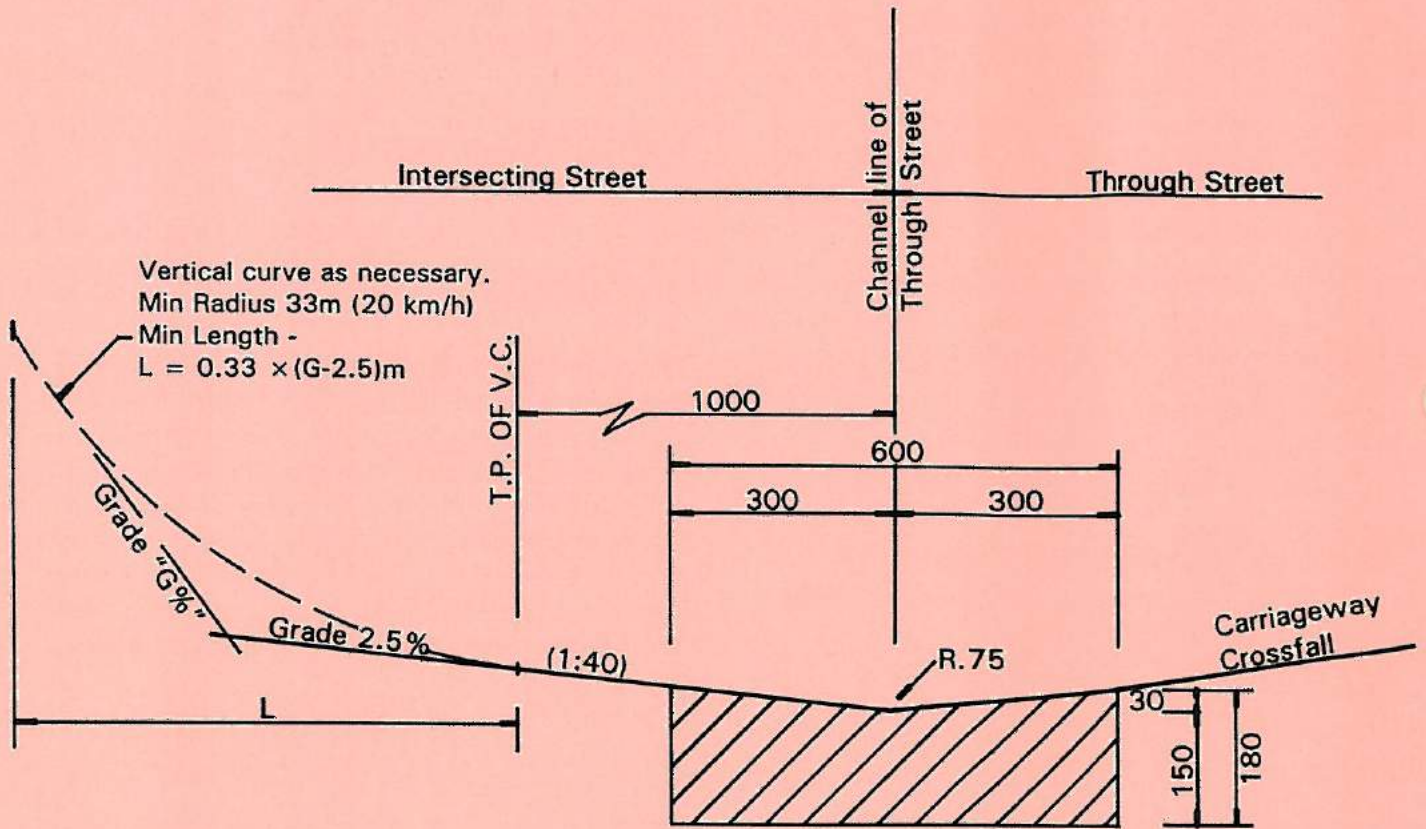 Intersecting Street
Through Street
Channel line of
Through Street
Vertical curve as necessary.
Min Radius 33m (20 km/h)
Min Length -
L = 0.33 ×(G-2.5)m
T.P. OF V.C.
1000
600
300
300
Grade "G%"
Grade 2.5%
(1:40)
R.75
Carriageway
Crossfall
L
30
150
180